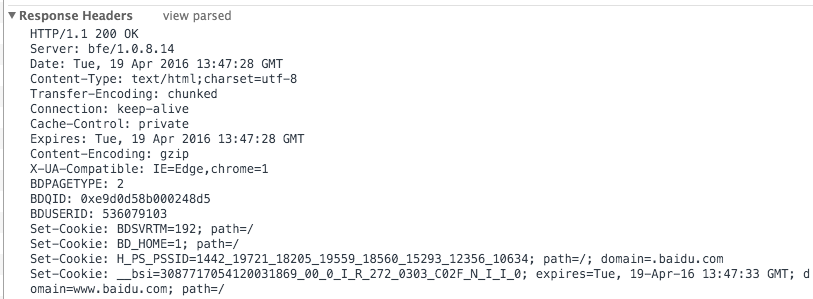 ▼Response Headers view parsed
HTTP/1.1 200 OK
Server: bfe/1.0.8.14
Date: Tue, 19 Apr 2016 13:47:28 GMT
Content-Type: text/html;charset=utf-8
Transfer-Encoding: chunked
Connection: keep-alive
Cache-Control: private
Expires: Tue, 19 Apr 2016 13:47:28 GMT
Content-Encoding: gzip
X-UA-Compatible: IE=Edge,chrome=1
BDPAGETYPE: 2
BDQID: 0xe9d0d58b000248d5
BDUSERID: 536079103
Set-Cookie: BDSVRTM=192; path=/
Set-Cookie: BD_HOME=1; path=/
Set-Cookie: H_PS_PSSID=1442_19721_18205_19559_18560_15293_12356_10634; path=/; domain=.baidu.com
Set-Cookie: __bsi=3087717054120031869_00_0_I_R_272_0303_C02F_N_I_I_0; expires=Tue, 19-Apr-16 13:47:33 GMT; d
omain=www.baidu.com; path=/